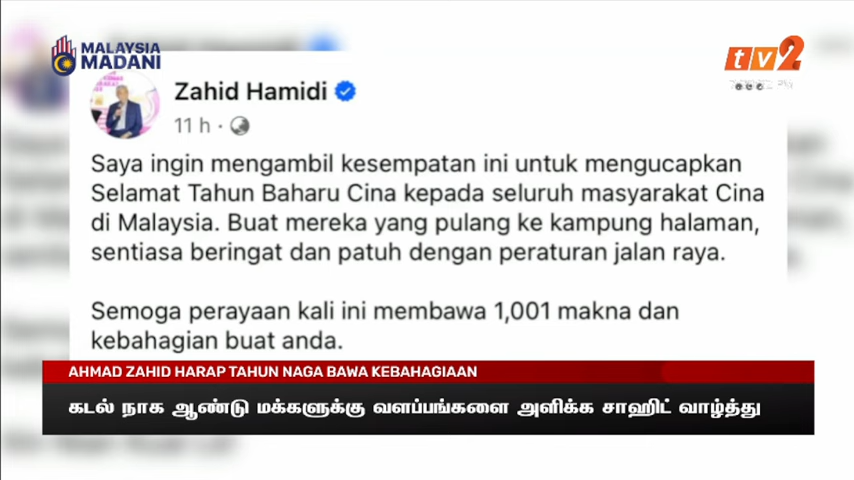 MALAYSIA
MADANI
tv2
Zahid Hamidi
11 h ·
Saya ingin mengambil kesempatan ini untuk mengucapkan
Selamat Tahun Baharu Cina kepada seluruh masyarakat Cina
di Malaysia. Buat mereka yang pulang ke kampung halaman,
sentiasa beringat dan patuh dengan peraturan jalan raya.
Semoga perayaan kali ini membawa 1,001 makna dan
kebahagian buat anda.
AHMAD ZAHID HARAP TAHUN NAGA BAWA KEBAHAGIAAN
கடல் நாக ஆண்டு மக்களுக்கு வளப்பங்களை அளிக்க சாஹிட் வாழ்த்து